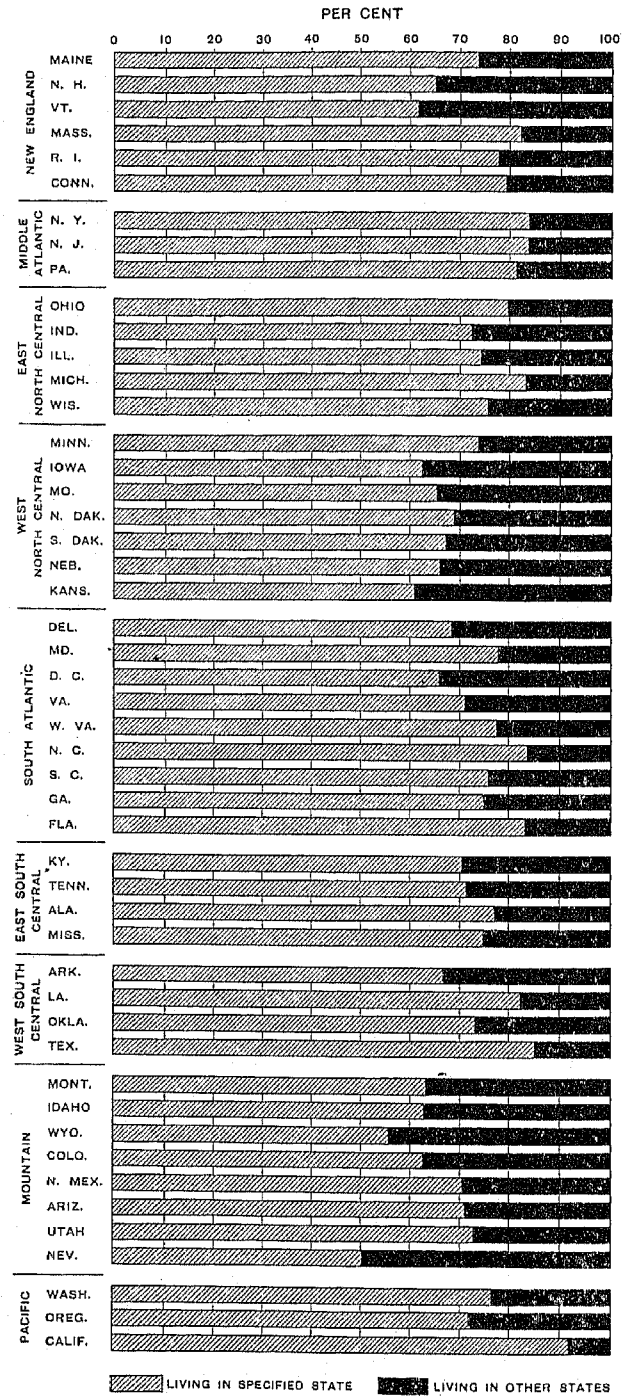 PER CENT
0 10 20 30 40 50 60 70 80 90 100
NEW ENGLAND
MAINE
N. H.
VT.
MASS.
R. I.
CONN.
MIDDLE ATLANTIC
N. Y.
N. J.
PA.
EAST NORTH CENTRAL
OHIO
IND.
ILL.
MICH.
WIS.
WEST NORTH CENTRAL
MINN.
IOWA
MO.
N. DAK.
S. DAK.
NEB.
KANS.
SOUTH ATLANTIC
DEL.
MD.
D. C.
VA.
W. VA.
N. C.
S. C.
GA.
FLA.
EAST SOUTH CENTRAL
KY.
TENN.
ALA.
MISS.
WEST SOUTH CENTRAL
ARK.
LA.
OKLA.
TEX.
MOUNTAIN
MONT.
IDAHO
WYO.
COLO.
N. MEX.
ARIZ.
UTAH
NEV.
PACIFIC
WASH.
OREG.
CALIF.
LIVING IN SPECIFIED STATE LIVING IN OTHER STATES